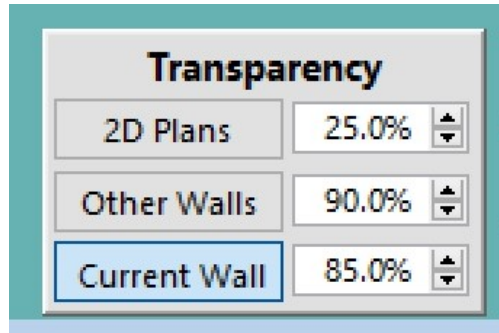 Transparency
2D Plans 25.0%
Other Walls 90.0%
Current Wall 85.0%